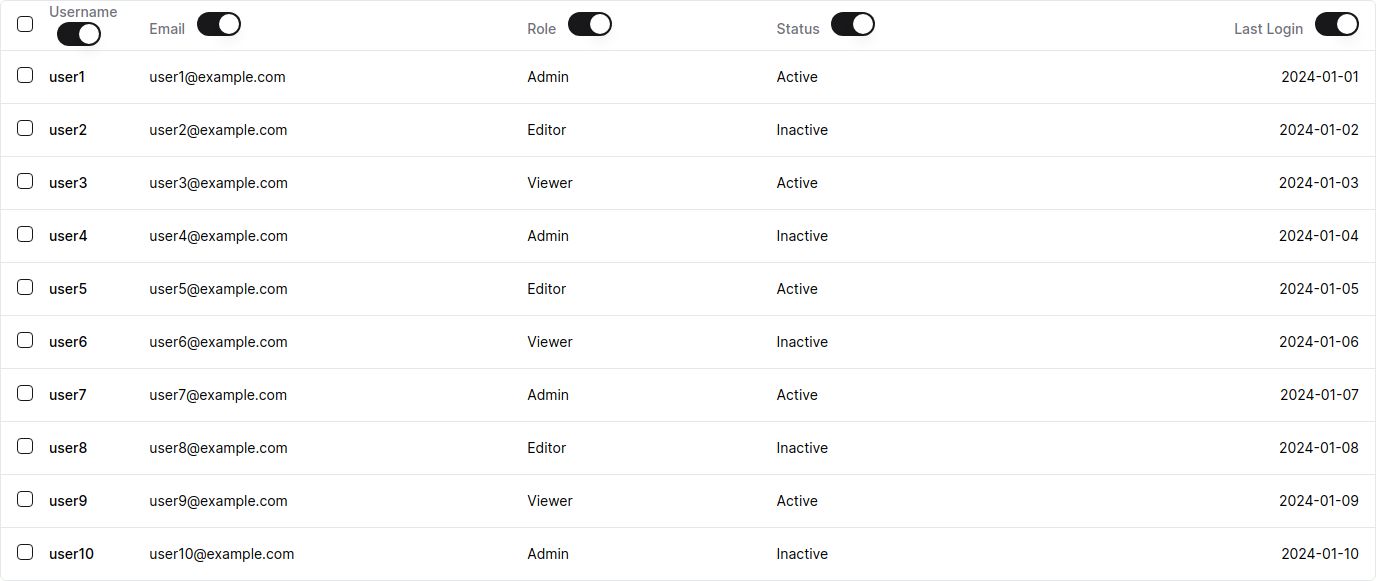 Username Email Role Status Last Login
user1 user1@example.com Admin Active 2024-01-01
user2 user2@example.com Editor Inactive 2024-01-02
user3 user3@example.com Viewer Active 2024-01-03
user4 user4@example.com Admin Inactive 2024-01-04
user5 user5@example.com Editor Active 2024-01-05
user6 user6@example.com Viewer Inactive 2024-01-06
user7 user7@example.com Admin Active 2024-01-07
user8 user8@example.com Editor Inactive 2024-01-08
user9 user9@example.com Viewer Active 2024-01-09
user10 user10@example.com Admin Inactive 2024-01-10